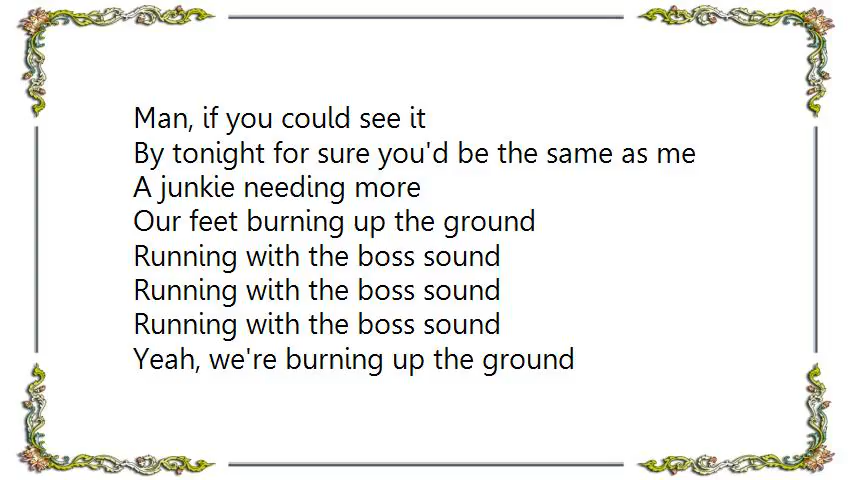 Man, if you could see it
By tonight for sure you'd be the same as me
A junkie needing more
Our feet burning up the ground
Running with the boss sound
Running with the boss sound
Running with the boss sound
Yeah, we're burning up the ground